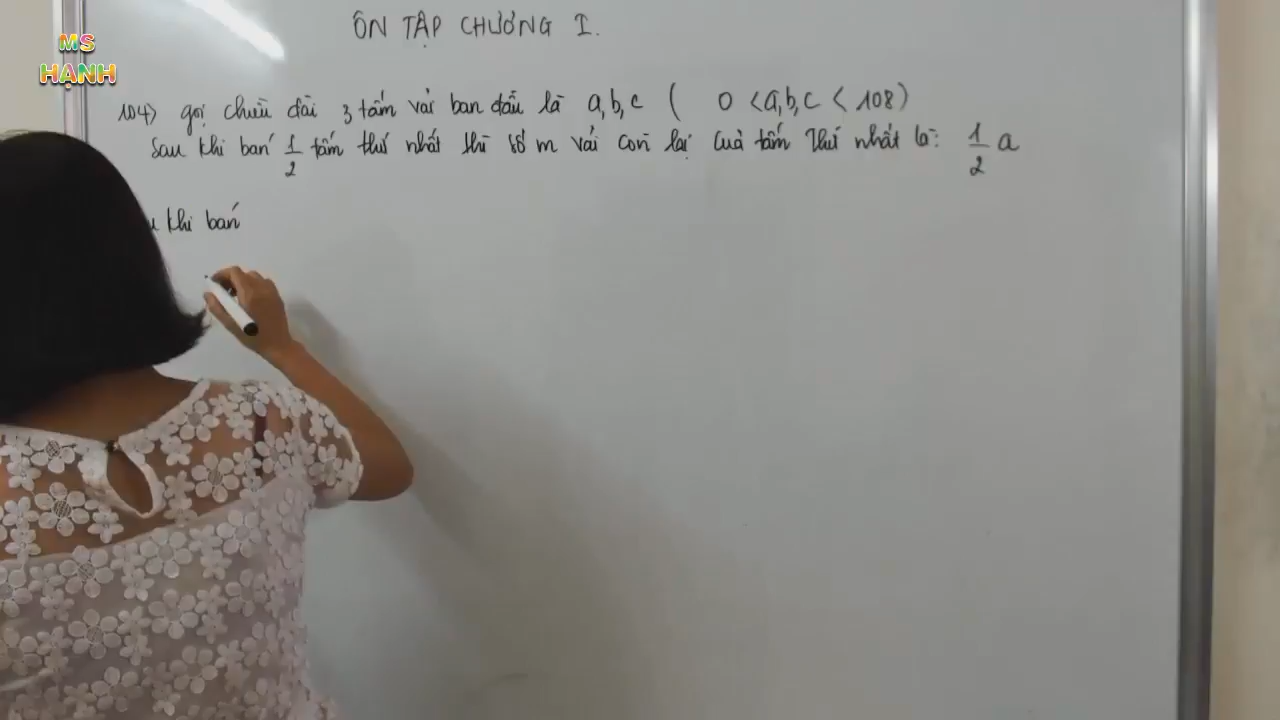 MS
HẠNH
ÔN TẬP CHƯƠNG I.
104) gọi chiều dài 3 tấm vải ban đầu là a,b,c ( 0 < a,b,c < 108)
Sau khi bán 1/2 tấm thứ nhất thì số m vải còn lại của tấm thứ nhất là: 1/2 a
khi bán